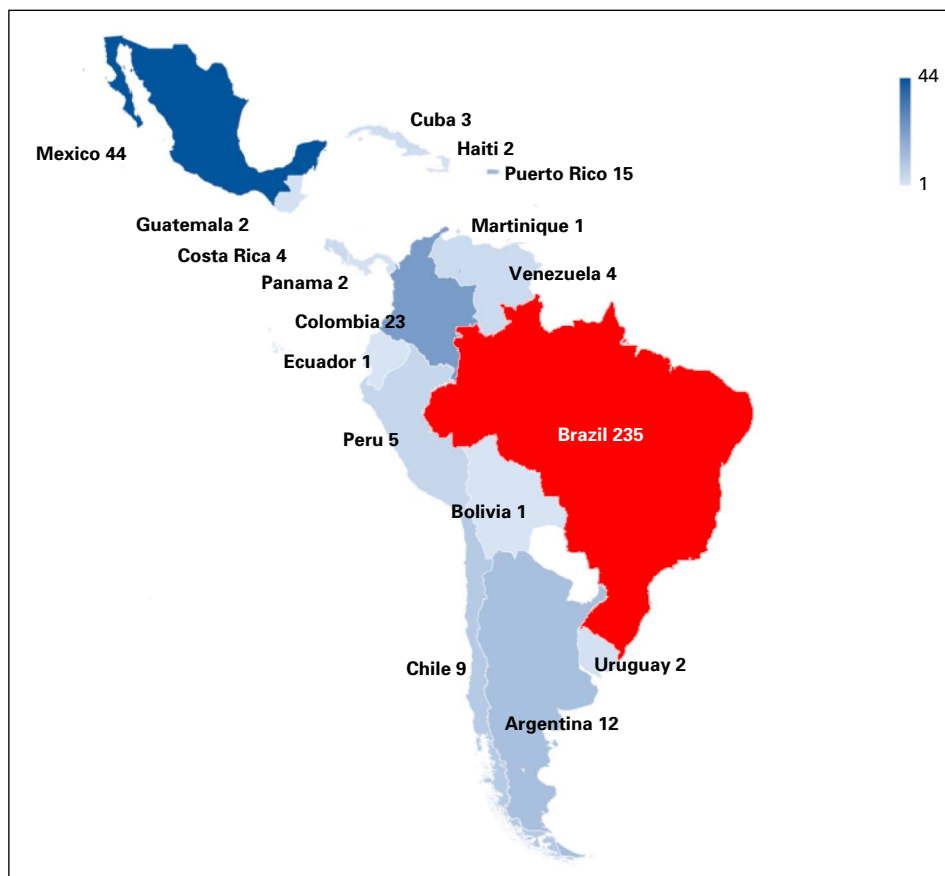 44
Cuba 3
Haiti 2
Mexico 44
Puerto Rico 15
1
Guatemala 2
Martinique 1
Costa Rica 4
Venezuela 4
Panama 2
Colombia 23
Ecuador 1
Peru 5
Brazil 235
Bolivia 1
Chile 9
Uruguay 2
Argentina 12